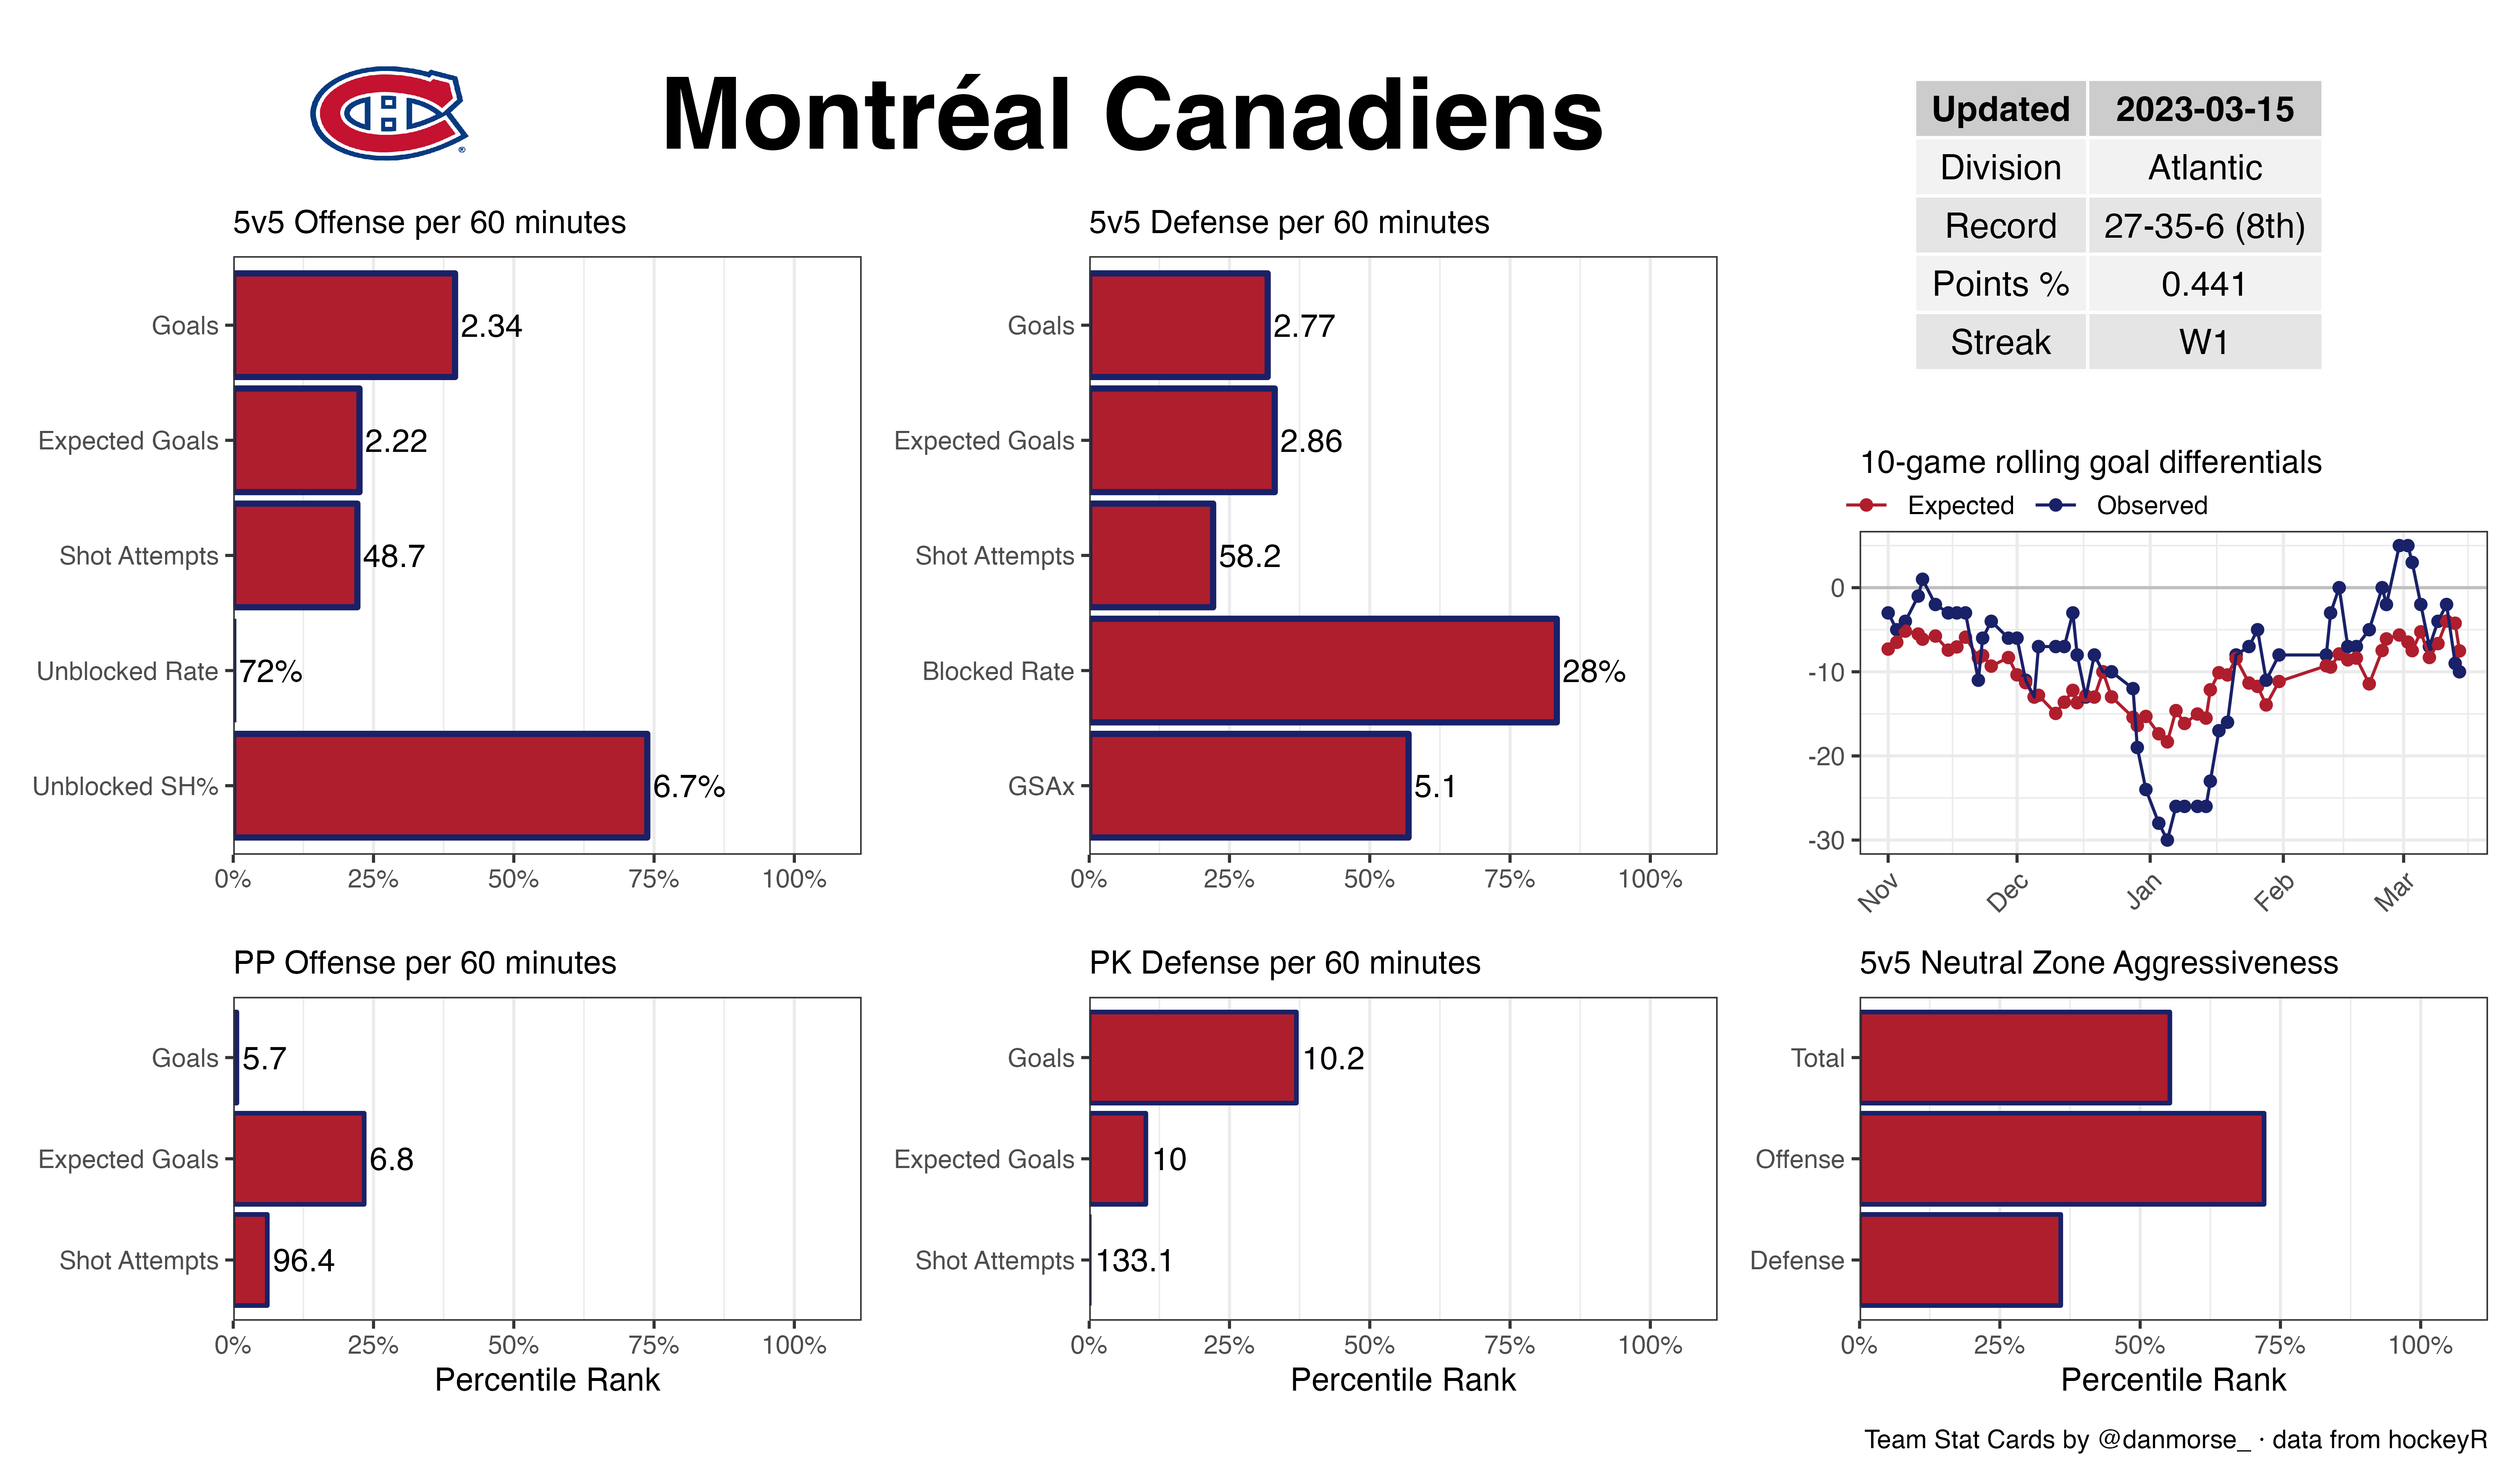 Montréal Canadiens
Updated 2023-03-15
Division Atlantic
Record 27-35-6 (8th)
Points % 0.441
Streak W1
5v5 Offense per 60 minutes
Goals 2.34
Expected Goals 2.22
Shot Attempts 48.7
Unblocked Rate 72%
Unblocked SH% 6.7%
0% 25% 50% 75% 100%
5v5 Defense per 60 minutes
Goals 2.77
Expected Goals 2.86
Shot Attempts 58.2
Blocked Rate 28%
GSAx 5.1
0% 25% 50% 75% 100%
10-game rolling goal differentials
Expected Observed
0
-10
-20
-30
Nov Dec Jan Feb Mar
PP Offense per 60 minutes
Goals 5.7
Expected Goals 6.8
Shot Attempts 96.4
0% 25% 50% 75% 100%
Percentile Rank
PK Defense per 60 minutes
Goals 10.2
Expected Goals 10
Shot Attempts 133.1
0% 25% 50% 75% 100%
Percentile Rank
5v5 Neutral Zone Aggressiveness
Total
Offense
Defense
0% 25% 50% 75% 100%
Percentile Rank
Team Stat Cards by @danmorse_ · data from hockeyR